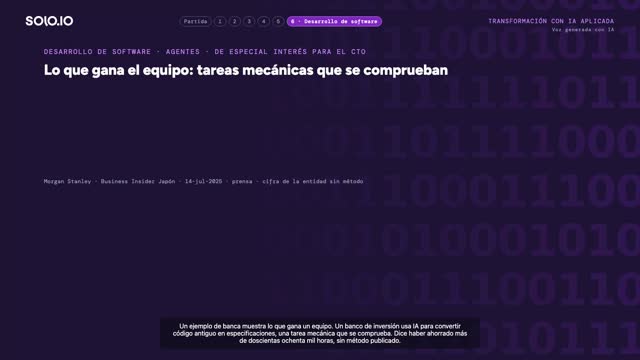 SOLO.IO
Partida 1 2 3 4 5 6 · Desarrollo de software
TRANSFORMACIÓN CON IA APLICADA
Voz generada con IA
DESARROLLO DE SOFTWARE · AGENTES · DE ESPECIAL INTERÉS PARA EL CTO
Lo que gana el equipo: tareas mecánicas que se comprueban
Morgan Stanley · Business Insider Japón · 14-jul-2025 · prensa · cifra de la entidad sin método
Un ejemplo de banca muestra lo que gana un equipo. Un banco de inversión usa IA para convertir
código antiguo en especificaciones, una tarea mecánica que se comprueba. Dice haber ahorrado más
de doscientas ochenta mil horas, sin método publicado.